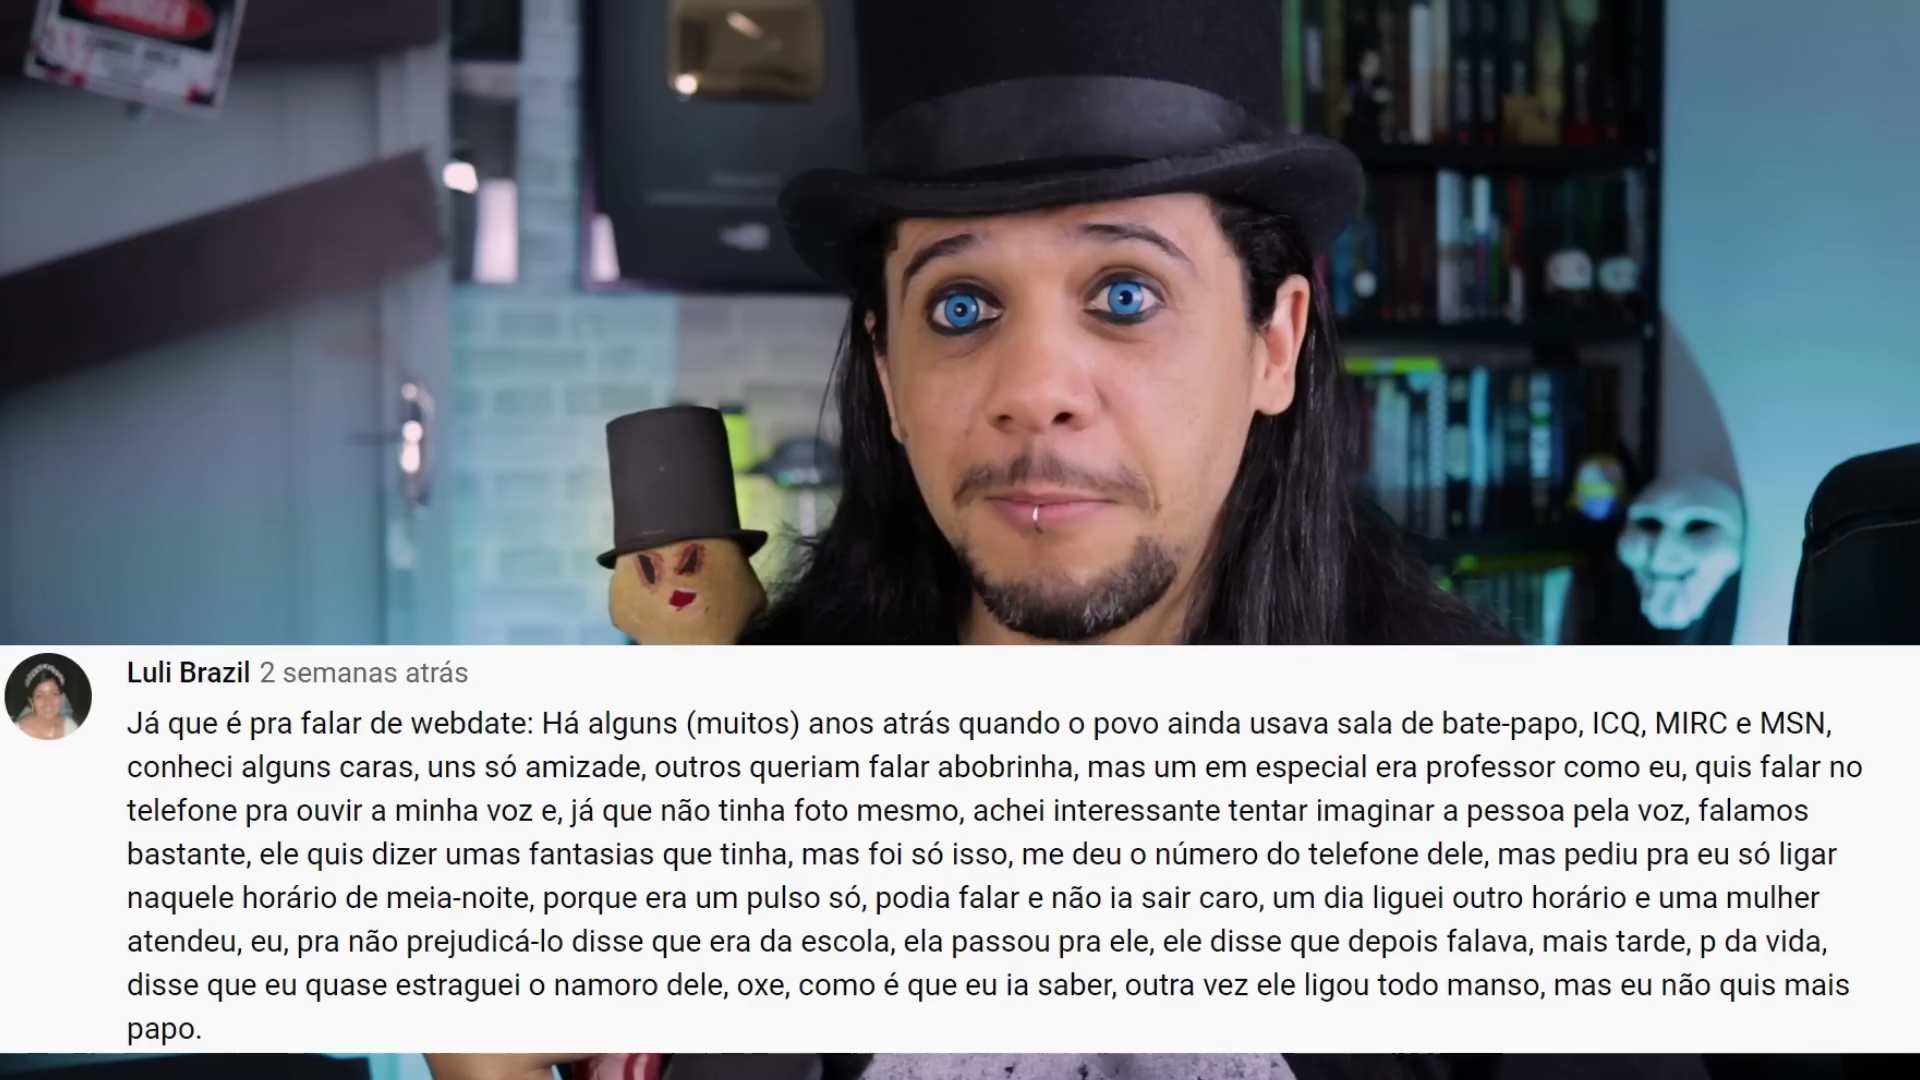 Luli Brazil 2 semanas atrás
Já que é pra falar de webdate: Há alguns (muitos) anos atrás quando o povo ainda usava sala de bate-papo, ICQ, MIRC e MSN,
conheci alguns caras, uns só amizade, outros queriam falar abobrinha, mas um em especial era professor como eu, quis falar no
telefone pra ouvir a minha voz e, já que não tinha foto mesmo, achei interessante tentar imaginar a pessoa pela voz, falamos
bastante, ele quis dizer umas fantasias que tinha, mas foi só isso, me deu o número do telefone dele, mas pediu pra eu só ligar
naquele horário de meia-noite, porque era um pulso só, podia falar e não ia sair caro, um dia liguei outro horário e uma mulher
atendeu, eu, pra não prejudicá-lo disse que era da escola, ela passou pra ele, ele disse que depois falava, mais tarde, p da vida,
disse que eu quase estraguei o namoro dele, oxe, como é que eu ia saber, outra vez ele ligou todo manso, mas eu não quis mais
papo.